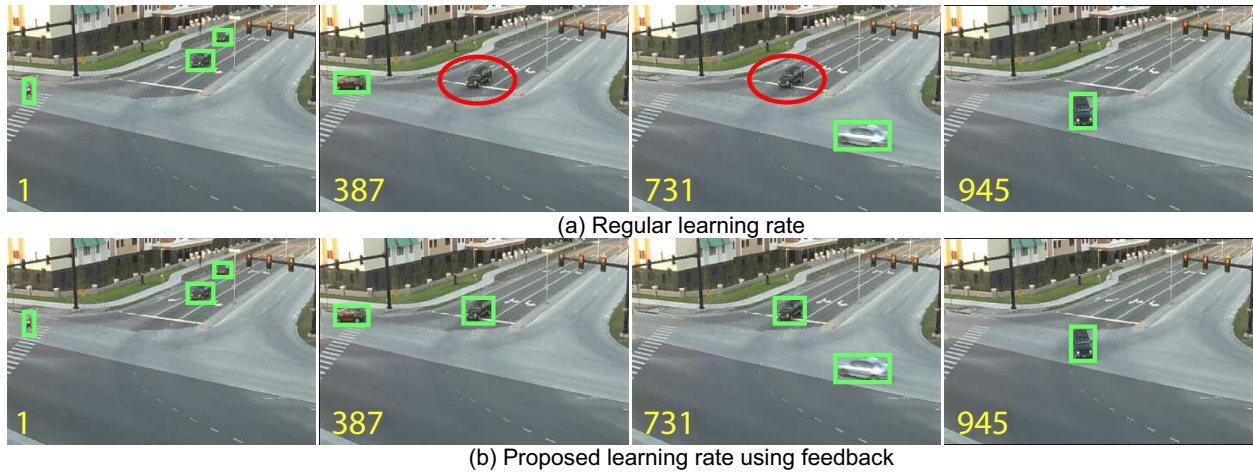 1 387 731 945
(a) Regular learning rate
1 387 731 945
(b) Proposed learning rate using feedback